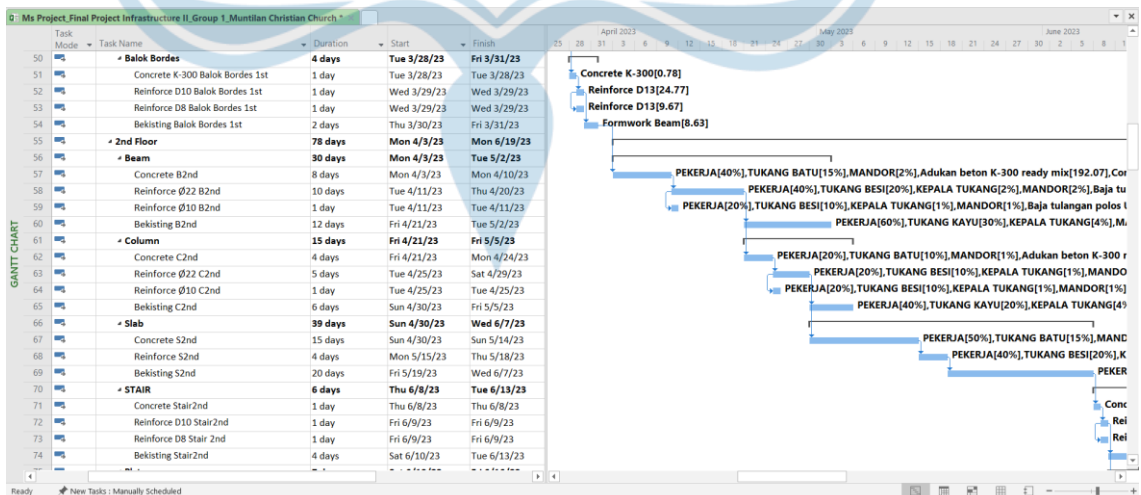 Ms Project_Final Project Infrastructure II_Group 1_Muntilan Christian Church *
Task Mode Task Name Duration Start Finish
April 2023 May 2023 June 2023
25 28 31 3 6 9 12 15 18 21 24 27 30 3 6 9 12 15 18 21 24 27 30 2 5 8
GANTT CHART
50 Balok Bordes 4 days Tue 3/28/23 Fri 3/31/23
51 Concrete K-300 Balok Bordes 1st 1 day Tue 3/28/23 Tue 3/28/23 Concrete K-300[0.78]
52 Reinforce D10 Balok Bordes 1st 1 day Wed 3/29/23 Wed 3/29/23 Reinforce D13[24.77]
53 Reinforce D8 Balok Bordes 1st 1 day Wed 3/29/23 Wed 3/29/23 Reinforce D13[9.67]
54 Bekisting Balok Bordes 1st 2 days Thu 3/30/23 Fri 3/31/23 Formwork Beam[8.63]
55 2nd Floor 78 days Mon 4/3/23 Mon 6/19/23
56 Beam 30 days Mon 4/3/23 Tue 5/2/23
57 Concrete B2nd 8 days Mon 4/3/23 Mon 4/10/23 PEKERJA[40%],TUKANG BATU[15%],MANDOR[2%],Adukan beton K-300 ready mix[192.07],Cor
58 Reinforce Ø22 B2nd 10 days Tue 4/11/23 Thu 4/20/23 PEKERJA[40%],TUKANG BESI[20%],KEPALA TUKANG[2%],MANDOR[2%],Baja tu
59 Reinforce Ø10 B2nd 1 day Tue 4/11/23 Tue 4/11/23 PEKERJA[20%],TUKANG BESI[10%],KEPALA TUKANG[1%],MANDOR[1%],Baja tulangan polos U
60 Bekisting B2nd 12 days Fri 4/21/23 Tue 5/2/23 PEKERJA[60%],TUKANG KAYU[30%],KEPALA TUKANG[4%],MA
61 Column 15 days Fri 4/21/23 Fri 5/5/23
62 Concrete C2nd 4 days Fri 4/21/23 Mon 4/24/23 PEKERJA[20%],TUKANG BATU[10%],MANDOR[1%],Adukan beton K-300 r
63 Reinforce Ø22 C2nd 5 days Tue 4/25/23 Sat 4/29/23 PEKERJA[20%],TUKANG BESI[10%],KEPALA TUKANG[1%],MANDO
64 Reinforce Ø10 C2nd 1 day Tue 4/25/23 Tue 4/25/23 PEKERJA[20%],TUKANG BESI[10%],KEPALA TUKANG[1%],MANDOR[1%]
65 Bekisting C2nd 6 days Sun 4/30/23 Fri 5/5/23 PEKERJA[40%],TUKANG KAYU[20%],KEPALA TUKANG[4%
66 Slab 39 days Sun 4/30/23 Wed 6/7/23
67 Concrete S2nd 15 days Sun 4/30/23 Sun 5/14/23 PEKERJA[50%],TUKANG BATU[15%],MAND
68 Reinforce S2nd 4 days Mon 5/15/23 Thu 5/18/23 PEKERJA[40%],TUKANG BESI[20%],K
69 Bekisting S2nd 20 days Fri 5/19/23 Wed 6/7/23 PEKER
70 STAIR 6 days Thu 6/8/23 Tue 6/13/23
71 Concrete Stair2nd 1 day Thu 6/8/23 Thu 6/8/23 Conc
72 Reinforce D10 Stair2nd 1 day Fri 6/9/23 Fri 6/9/23 Rei
73 Reinforce D8 Stair 2nd 1 day Fri 6/9/23 Fri 6/9/23 Rei
74 Bekisting Stair2nd 4 days Sat 6/10/23 Tue 6/13/23
Ready New Tasks : Manually Scheduled